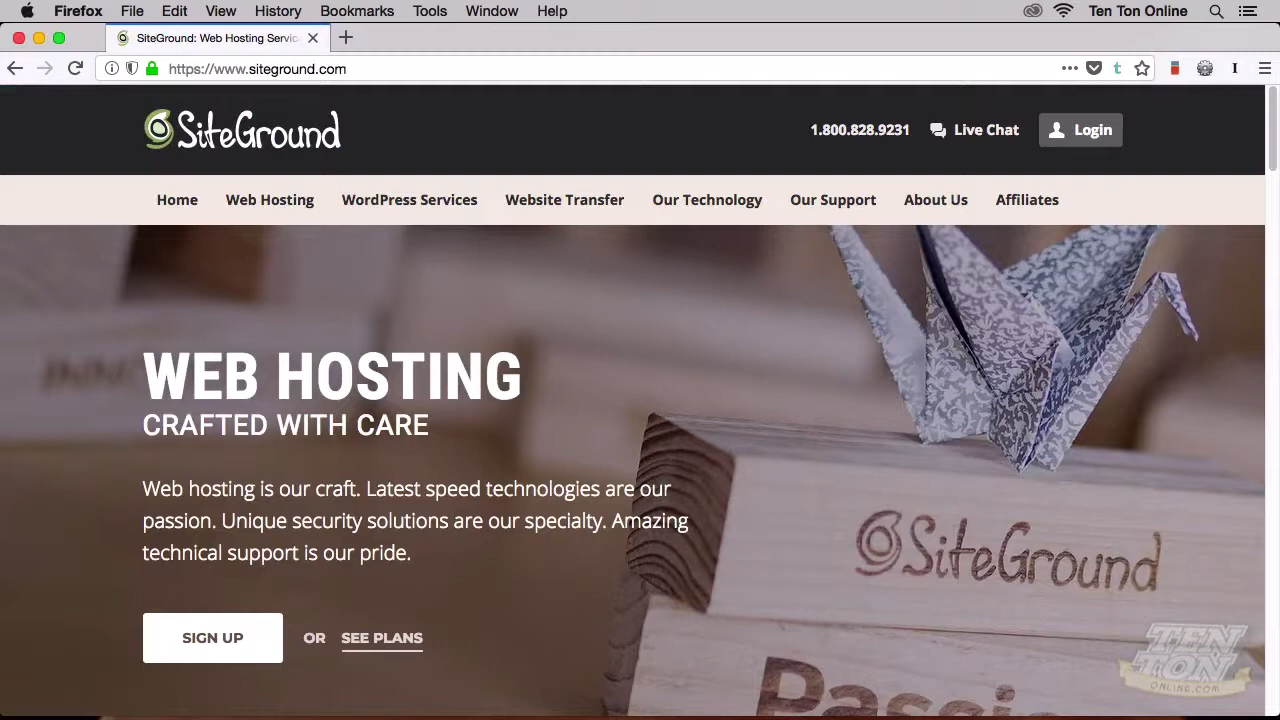 Firefox File Edit View History Bookmarks Tools Window Help Ten Ton Online
SiteGround: Web Hosting Servic
https://www.siteground.com
SiteGround
1.800.828.9231 Live Chat Login
Home Web Hosting WordPress Services Website Transfer Our Technology Our Support About Us Affiliates
WEB HOSTING
CRAFTED WITH CARE
Web hosting is our craft. Latest speed technologies are our
passion. Unique security solutions are our specialty. Amazing
technical support is our pride.
SIGN UP OR SEE PLANS
SiteGround
TEN
TON
ONLINE.COM